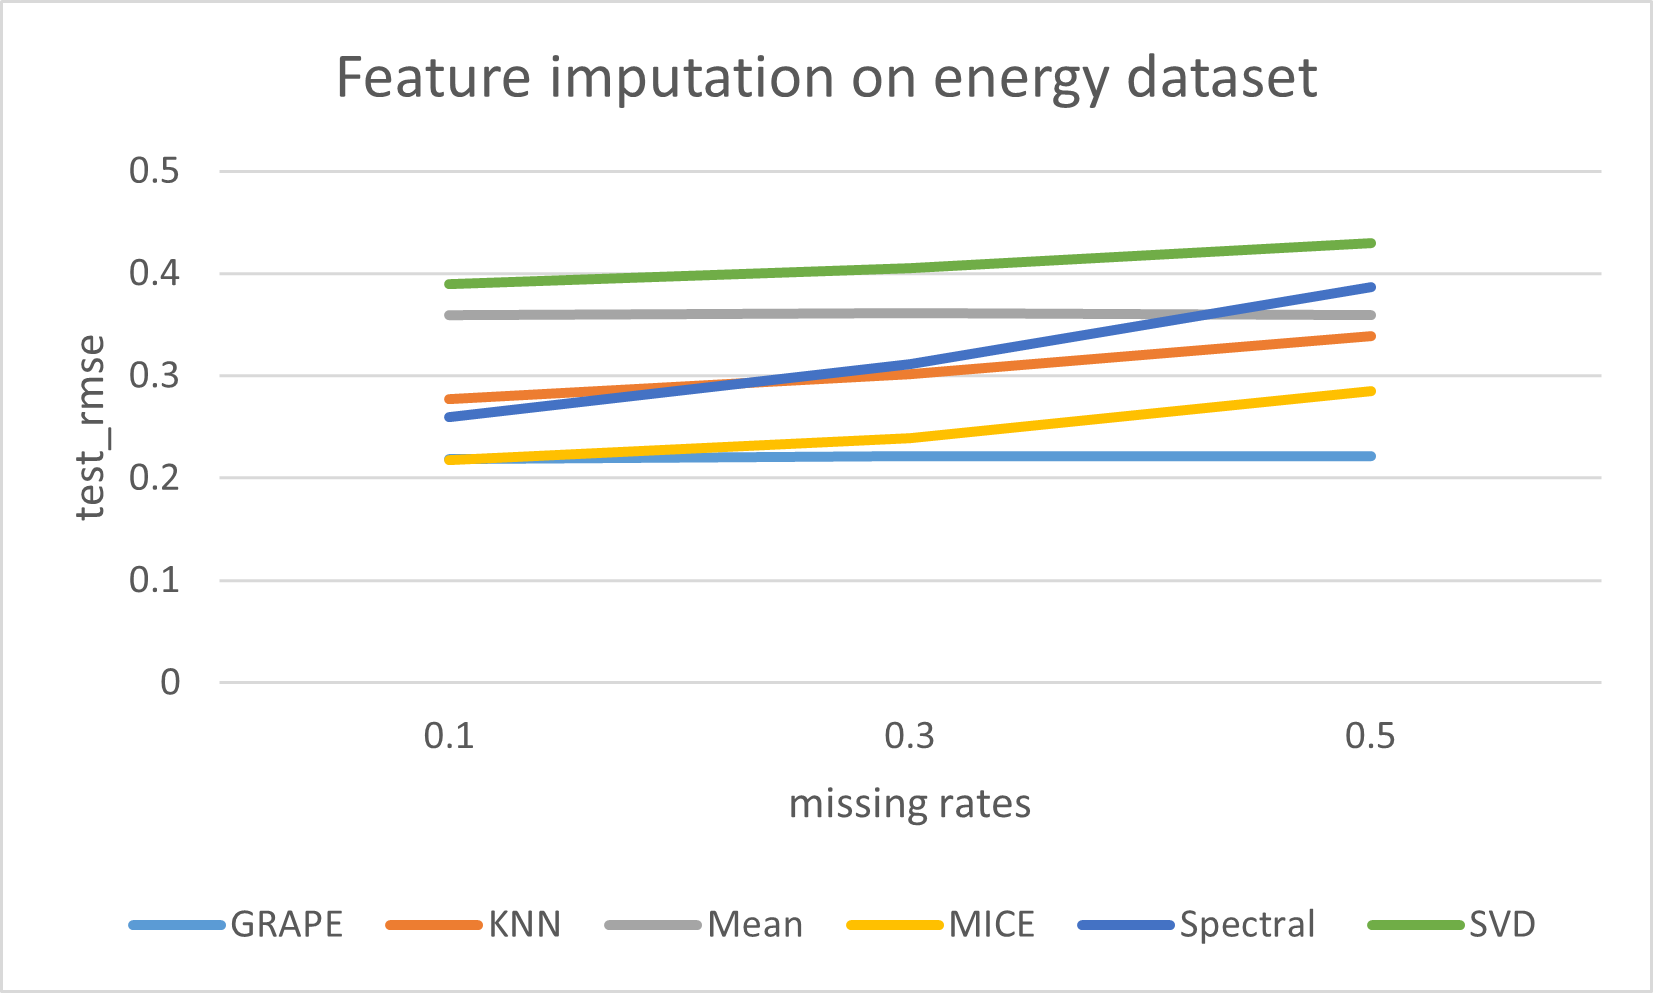 Feature imputation on energy dataset
0.5
0.4
0.3
0.2
0.1
0
test_rmse
0.1 0.3 0.5
missing rates
GRAPE KNN Mean MICE Spectral SVD